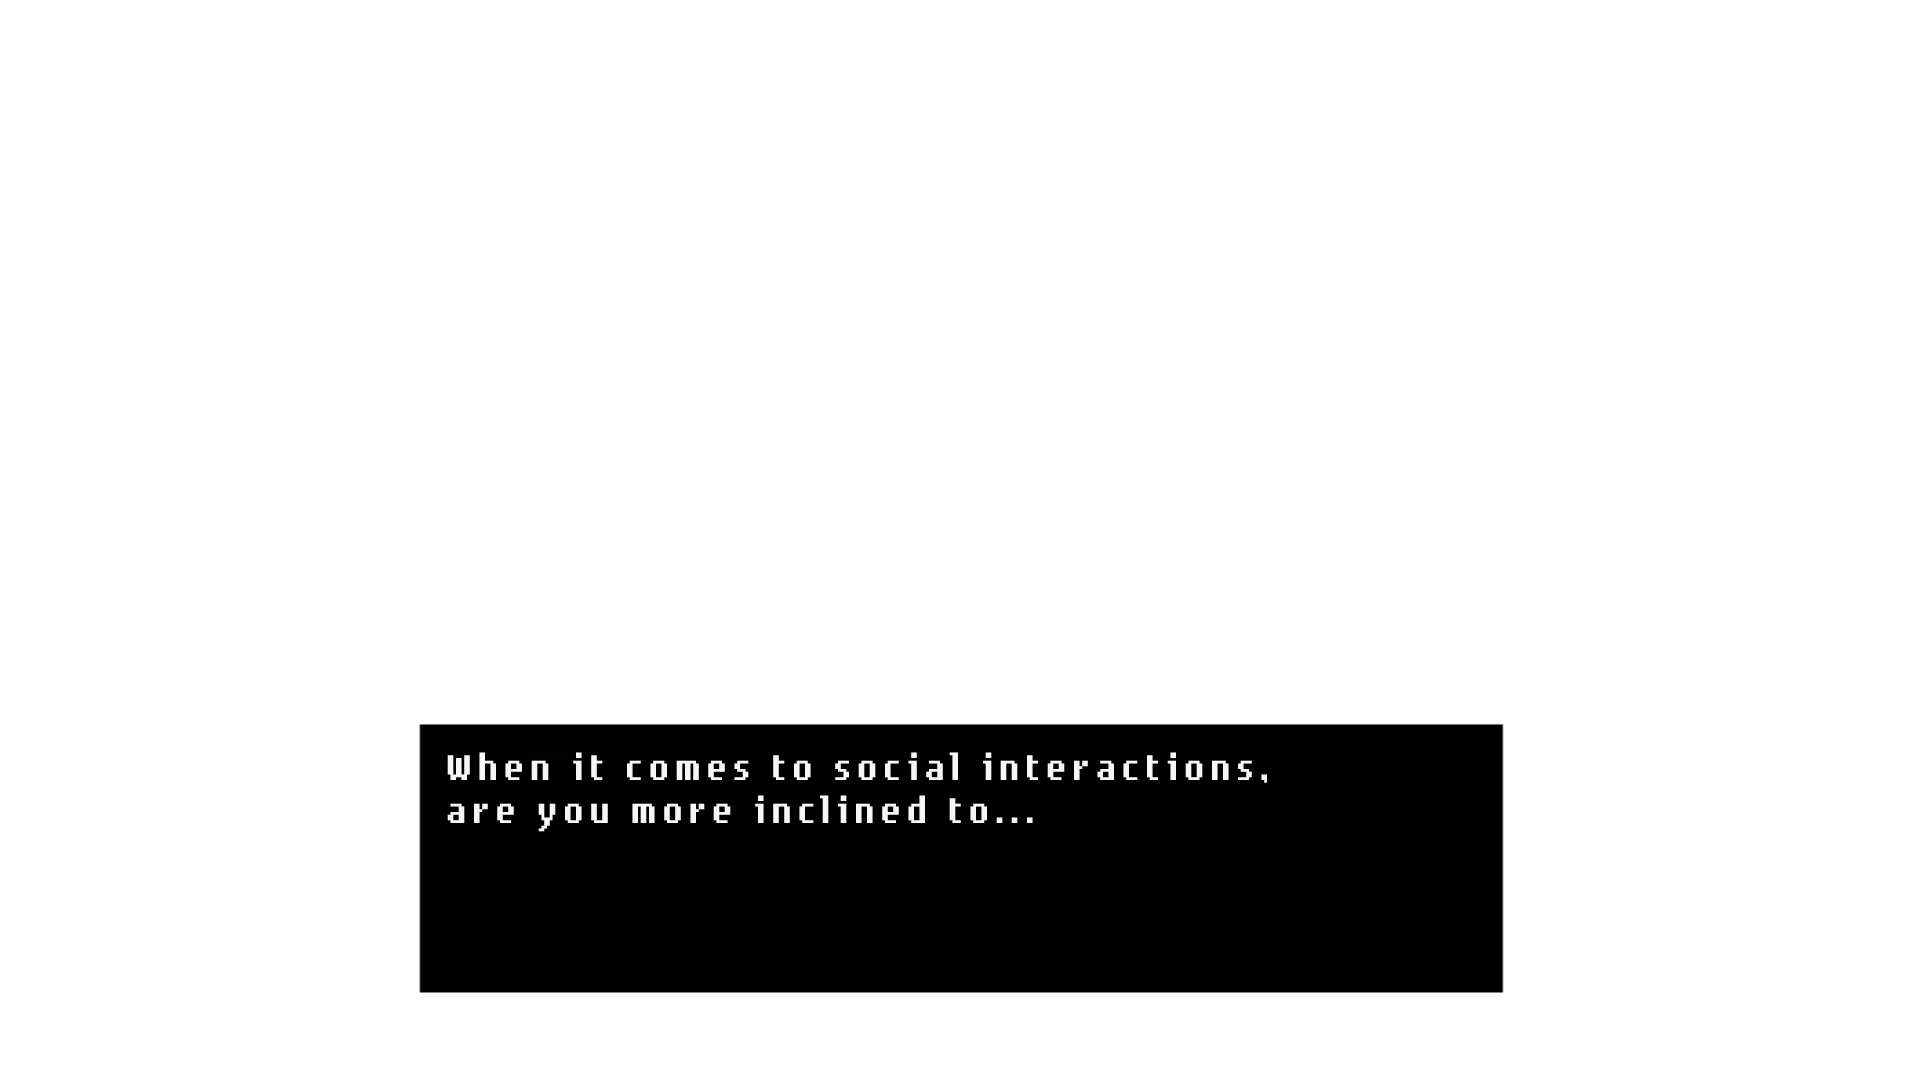 When it comes to social interactions,
are you more inclined to...